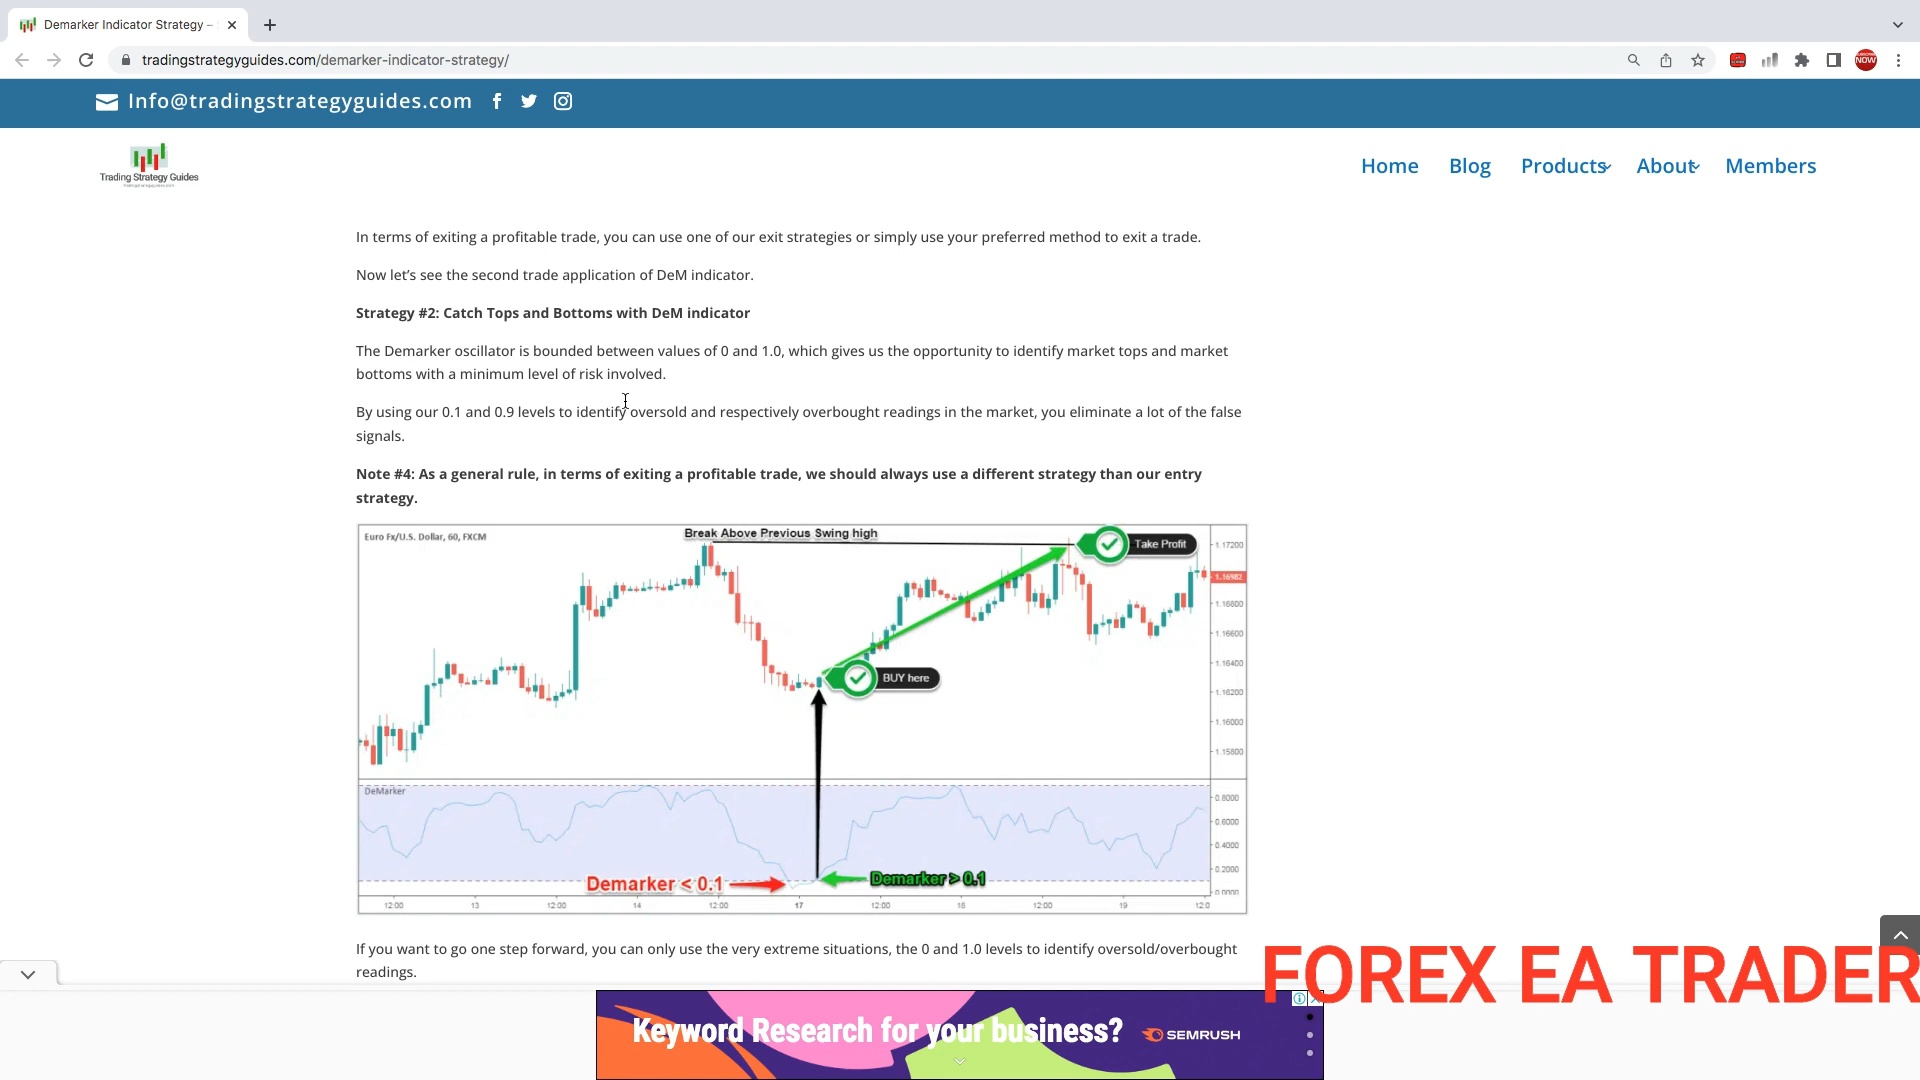 Demarker Indicator Strategy –
tradingstrategyguides.com/demarker-indicator-strategy/
NOW
Info@tradingstrategyguides.com
Trading Strategy Guides
Home Blog Products About Members
In terms of exiting a profitable trade, you can use one of our exit strategies or simply use your preferred method to exit a trade.
Now let’s see the second trade application of DeM indicator.
Strategy #2: Catch Tops and Bottoms with DeM indicator
The Demarker oscillator is bounded between values of 0 and 1.0, which gives us the opportunity to identify market tops and market
bottoms with a minimum level of risk involved.
By using our 0.1 and 0.9 levels to identify oversold and respectively overbought readings in the market, you eliminate a lot of the false
signals.
Note #4: As a general rule, in terms of exiting a profitable trade, we should always use a different strategy than our entry
strategy.
Euro Fx/U.S. Dollar, 60, FXCM
Break Above Previous Swing high
Take Profit
1.17200
1.16982
1.16800
1.16600
1.16400
BUY here
1.16200
1.16000
1.15800
DeMarker
0.8000
0.6000
0.4000
0.2000
0.0000
Demarker < 0.1
Demarker > 0.1
12:00 13 12:00 14 12:00 17 12:00 18 12:00 19 12:0
If you want to go one step forward, you can only use the very extreme situations, the 0 and 1.0 levels to identify oversold/overbought
readings.
FOREX EA TRADER
Keyword Research for your business?
SEMRUSH